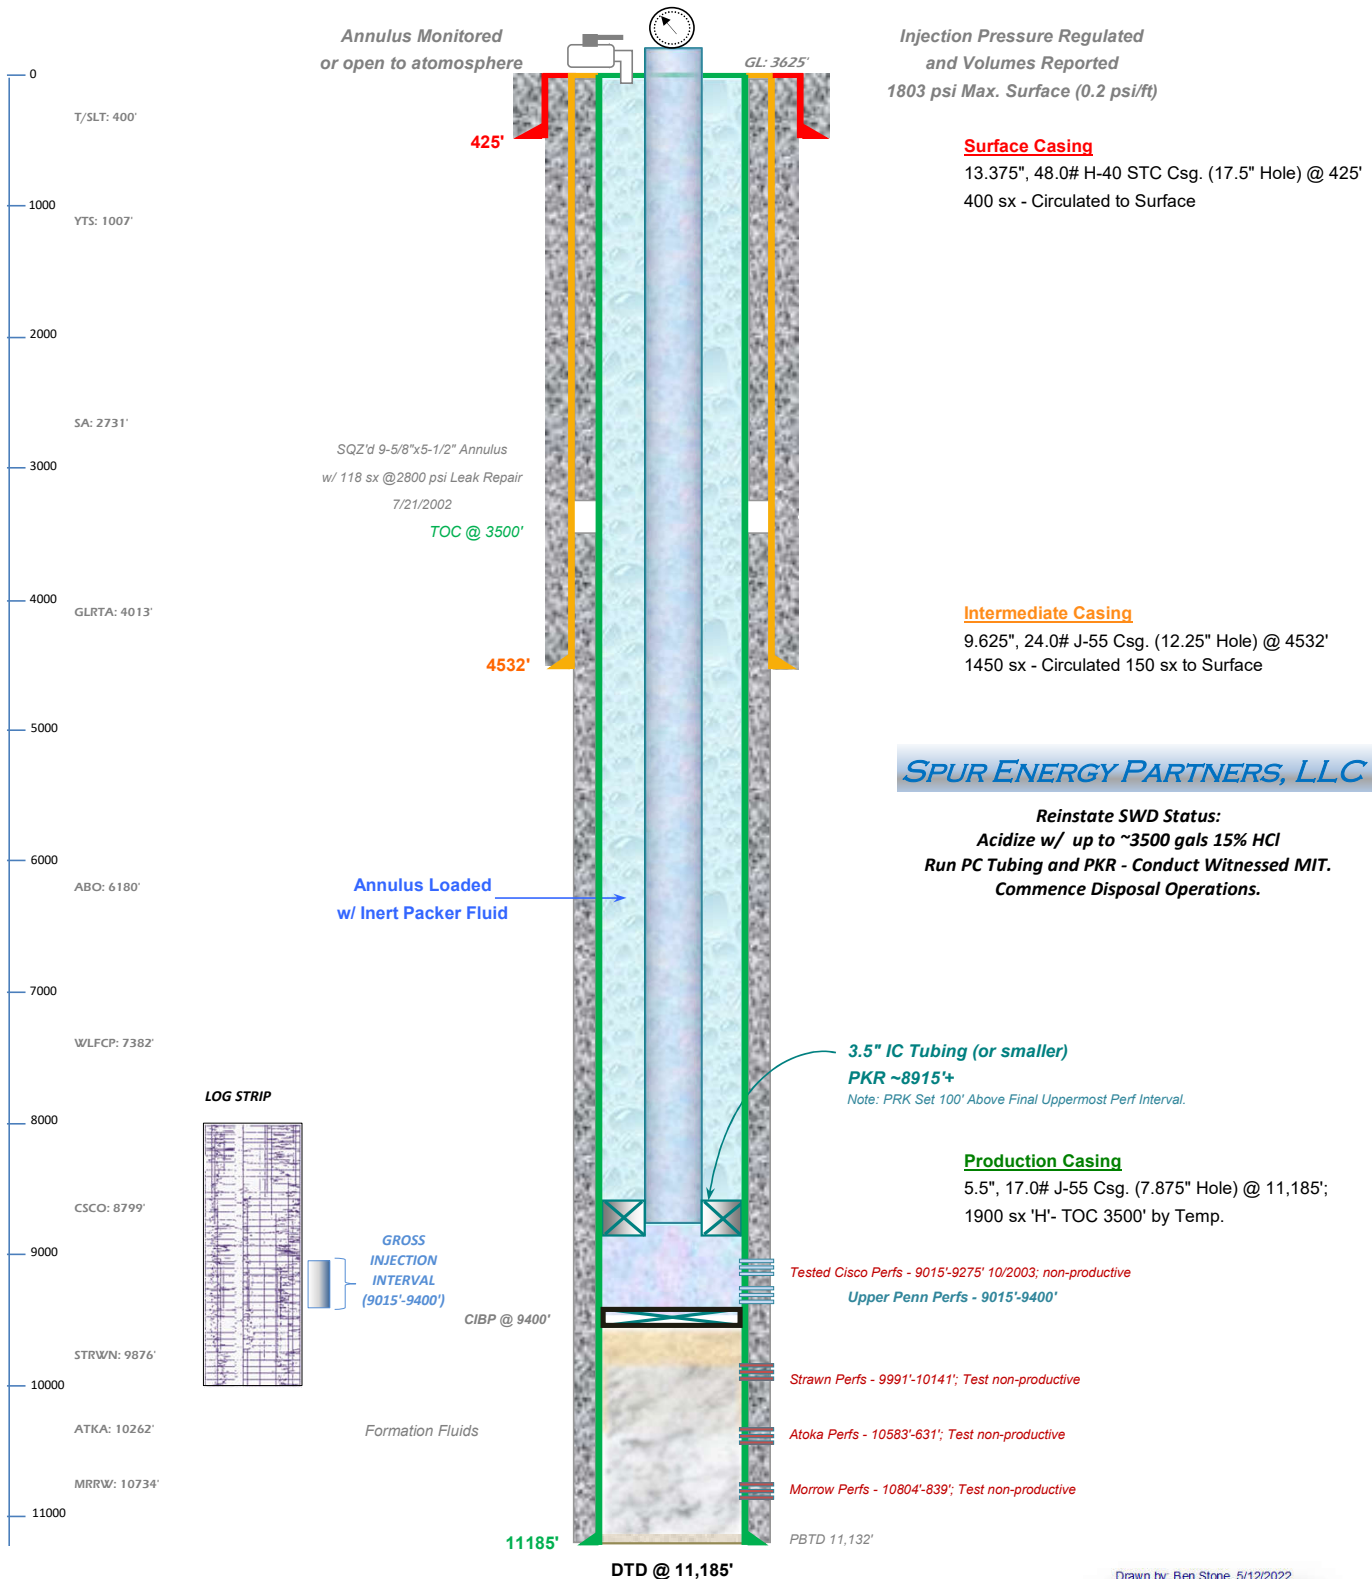 Annulus Monitored
or open to atomosphere
GL: 3625'
Injection Pressure Regulated
and Volumes Reported
1803 psi Max. Surface (0.2 psi/ft)
0
T/SLT: 400'
425'
Surface Casing
13.375", 48.0# H-40 STC Csg. (17.5" Hole) @ 425'
400 sx - Circulated to Surface
1000
YTS: 1007'
2000
SA: 2731'
3000
SQZ'd 9-5/8"x5-1/2" Annulus
w/ 118 sx @2800 psi Leak Repair
7/21/2002
TOC @ 3500'
4000
GLRTA: 4013'
4532'
Intermediate Casing
9.625", 24.0# J-55 Csg. (12.25" Hole) @ 4532'
1450 sx - Circulated 150 sx to Surface
5000
SPUR ENERGY PARTNERS, LLC
Reinstate SWD Status:
Acidize w/ up to ~3500 gals 15% HCl
Run PC Tubing and PKR - Conduct Witnessed MIT.
Commence Disposal Operations.
6000
ABO: 6180'
Annulus Loaded
w/ Inert Packer Fluid
7000
WLFCP: 7382'
3.5" IC Tubing (or smaller)
PKR ~8915'+
Note: PRK Set 100' Above Final Uppermost Perf Interval.
LOG STRIP
8000
Production Casing
5.5", 17.0# J-55 Csg. (7.875" Hole) @ 11,185';
1900 sx 'H'- TOC 3500' by Temp.
CSCO: 8799'
9000
GROSS
INJECTION
INTERVAL
(9015'-9400')
Tested Cisco Perfs - 9015'-9275' 10/2003; non-productive
Upper Penn Perfs - 9015'-9400'
CIBP @ 9400'
STRWN: 9876'
10000
Strawn Perfs - 9991'-10141'; Test non-productive
ATKA: 10262'
Formation Fluids
Atoka Perfs - 10583'-631'; Test non-productive
MRRW: 10734'
Morrow Perfs - 10804'-839'; Test non-productive
11000
11185'
PBTD 11,132'
DTD @ 11,185'
Drawn by: Ben Stone, 5/12/2022